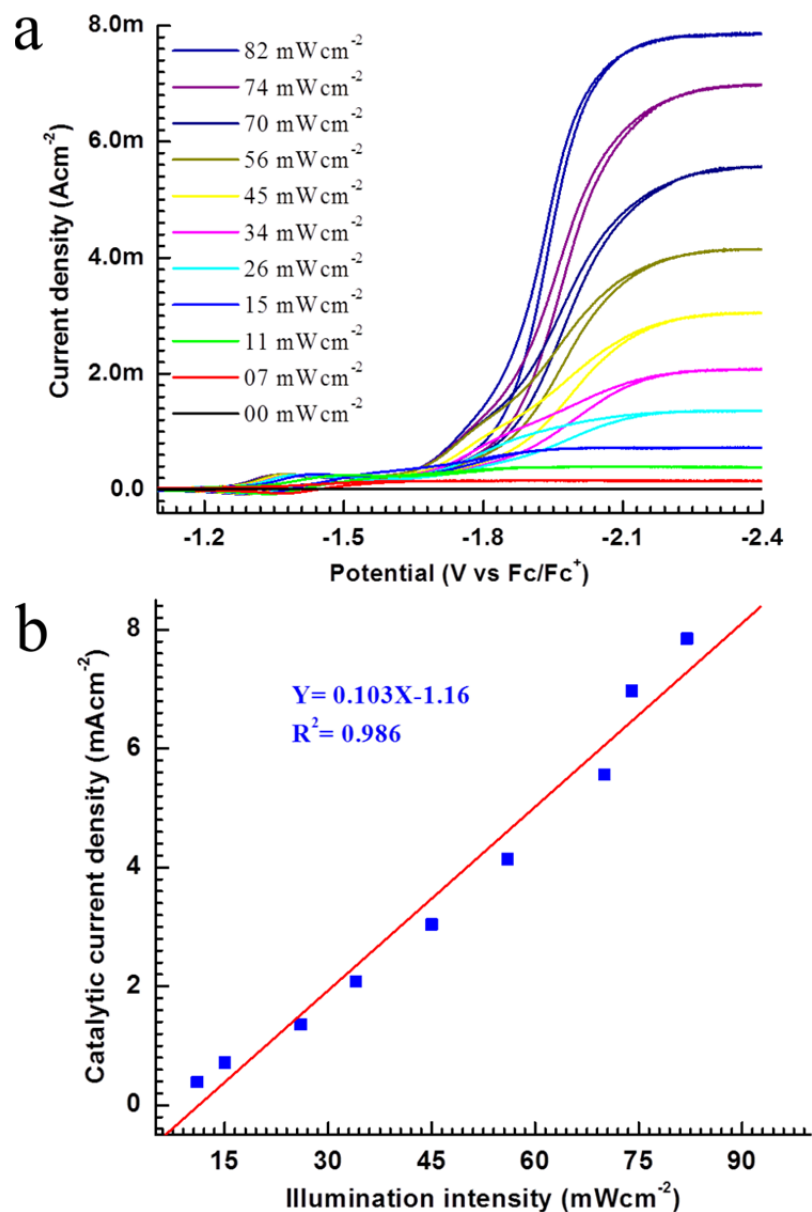 a
8.0m
6.0m
4.0m
2.0m
0.0
Current density (Acm⁻²)
82 mWcm⁻²
74 mWcm⁻²
70 mWcm⁻²
56 mWcm⁻²
45 mWcm⁻²
34 mWcm⁻²
26 mWcm⁻²
15 mWcm⁻²
11 mWcm⁻²
07 mWcm⁻²
00 mWcm⁻²
-1.2 -1.5 -1.8 -2.1 -2.4
Potential (V vs Fc/Fc⁺)
b
8
6
4
2
0
Catalytic current density (mAcm⁻²)
Y= 0.103X-1.16
R²= 0.986
15 30 45 60 75 90
Illumination intensity (mWcm⁻²)